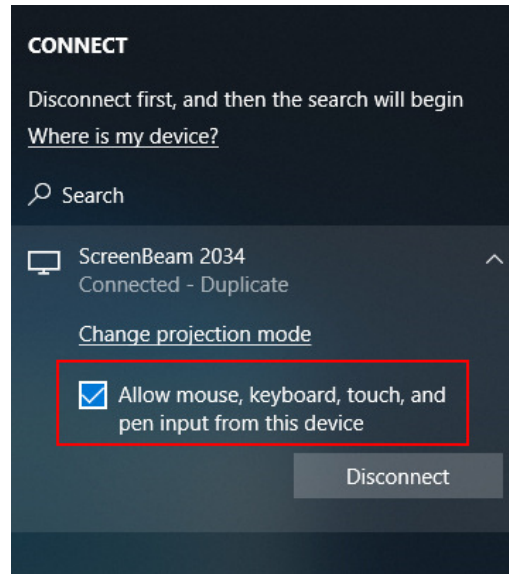 CONNECT
Disconnect first, and then the search will begin
Where is my device?
Search
ScreenBeam 2034
Connected - Duplicate
Change projection mode
Allow mouse, keyboard, touch, and
pen input from this device
Disconnect